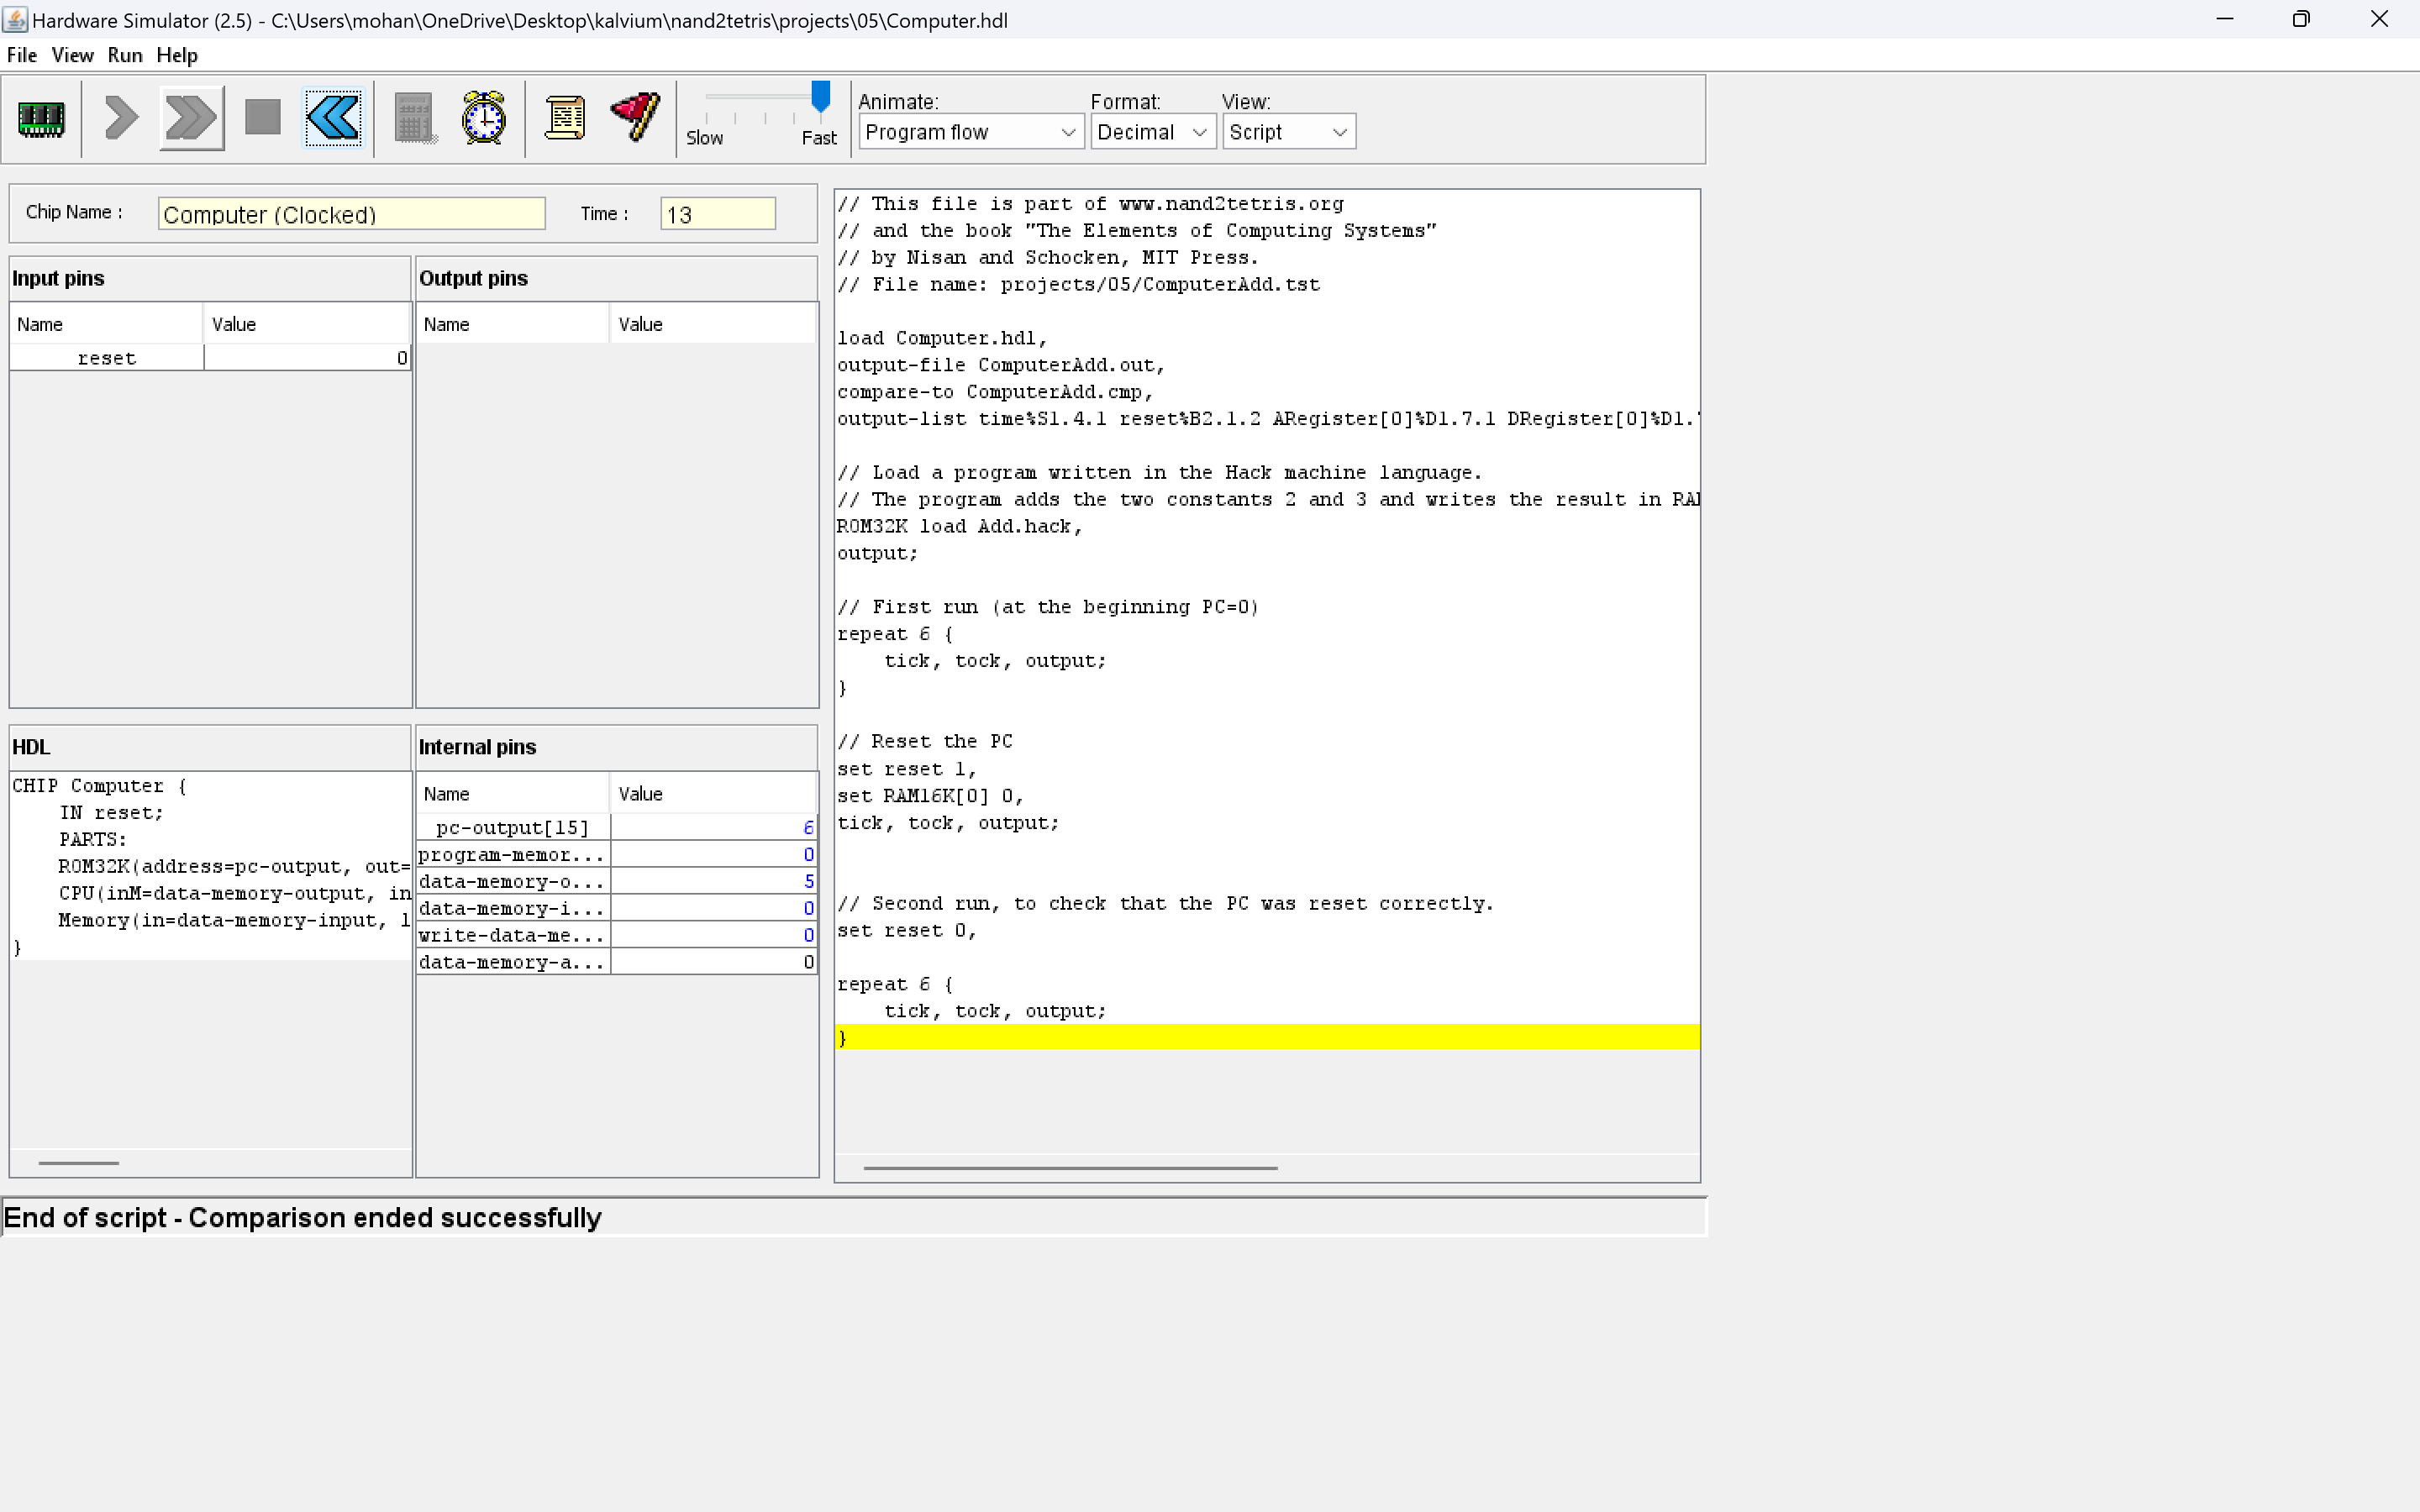 Hardware Simulator (2.5) - C:\Users\mohan\OneDrive\Desktop\kalvium\nand2tetris\projects\05\Computer.hdl
File View Run Help
Slow Fast
Animate: Format: View:
Program flow Decimal Script
Chip Name : Computer (Clocked) Time : 13
Input pins
Name Value
reset 0
Output pins
Name Value
HDL
CHIP Computer {
IN reset;
PARTS:
ROM32K(address=pc-output, out=
CPU(inM=data-memory-output, in
Memory(in=data-memory-input, l
}
Internal pins
Name Value
pc-output[15] 6
program-memor... 0
data-memory-o... 5
data-memory-i... 0
write-data-me... 0
data-memory-a... 0
// This file is part of www.nand2tetris.org
// and the book "The Elements of Computing Systems"
// by Nisan and Schocken, MIT Press.
// File name: projects/05/ComputerAdd.tst
load Computer.hdl,
output-file ComputerAdd.out,
compare-to ComputerAdd.cmp,
output-list time%S1.4.1 reset%B2.1.2 ARegister[0]%D1.7.1 DRegister[0]%D1.
// Load a program written in the Hack machine language.
// The program adds the two constants 2 and 3 and writes the result in RA
ROM32K load Add.hack,
output;
// First run (at the beginning PC=0)
repeat 6 {
tick, tock, output;
}
// Reset the PC
set reset 1,
set RAM16K[0] 0,
tick, tock, output;
// Second run, to check that the PC was reset correctly.
set reset 0,
repeat 6 {
tick, tock, output;
}
End of script - Comparison ended successfully